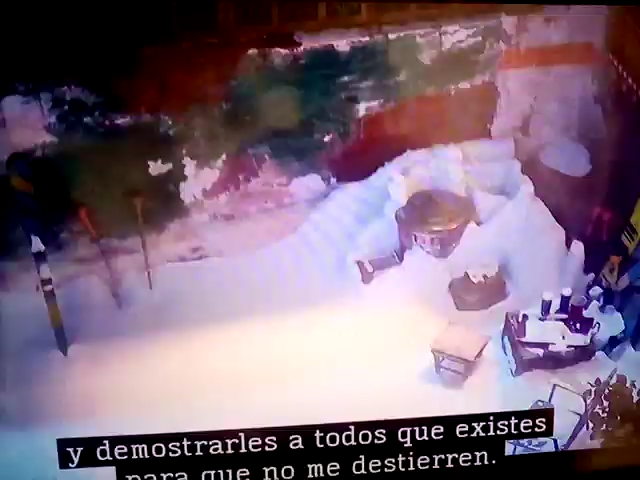 y demostrarles a todos que existes
para que no me destierren.